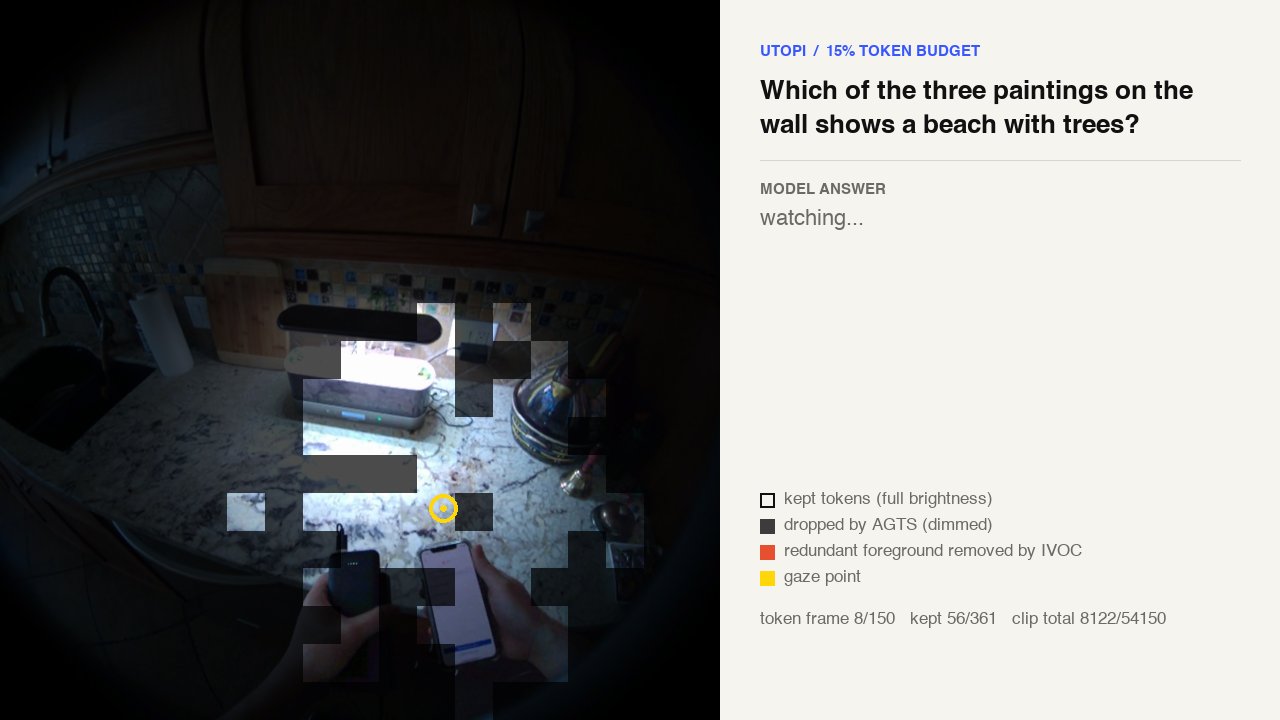 UTOPI / 15% TOKEN BUDGET
Which of the three paintings on the
wall shows a beach with trees?
MODEL ANSWER
watching...
kept tokens (full brightness)
dropped by AGTS (dimmed)
redundant foreground removed by IVOC
gaze point
token frame 8/150 kept 56/361 clip total 8122/54150